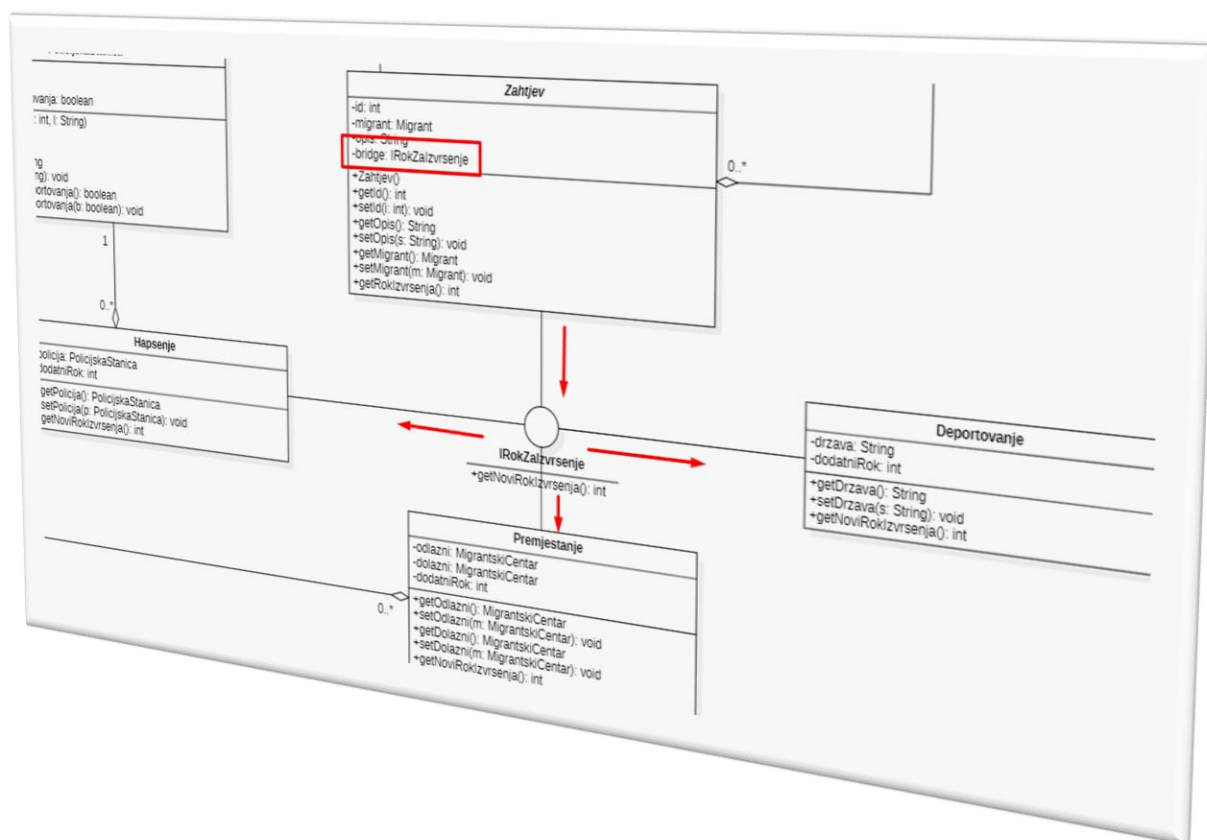 vanja: boolean
: int, l: String)
ng
ng): void
portovanja(): boolean
portovanja(b: boolean): void
1
0..*
Zahtjev
-id: int
-migrant: Migrant
-opis: String
-bridge: IRokZaIzvrsenje
+Zahtjev()
+getId(): int
+setId(i: int): void
+getOpis(): String
+setOpis(s: String): void
+getMigrant(): Migrant
+setMigrant(m: Migrant): void
+getRokIzvrsenja(): int
0..*
Hapsenje
policija: PolicijskaStanica
dodatniRok: int
getPolicija(): PolicijskaStanica
setPolicija(p: PolicijskaStanica): void
getNoviRokIzvrsenja(): int
IRokZaIzvrsenje
+getNoviRokIzvrsenja(): int
Deportovanje
-drzava: String
-dodatniRok: int
+getDrzava(): String
+setDrzava(s: String): void
+getNoviRokIzvrsenja(): int
Premjestanje
-odlazni: MigrantskiCentar
-dolazni: MigrantskiCentar
-dodatniRok: int
+getOdlazni(): MigrantskiCentar
+setOdlazni(m: MigrantskiCentar): void
+getDolazni(): MigrantskiCentar
+setDolazni(m: MigrantskiCentar): void
+getNoviRokIzvrsenja(): int
0..*